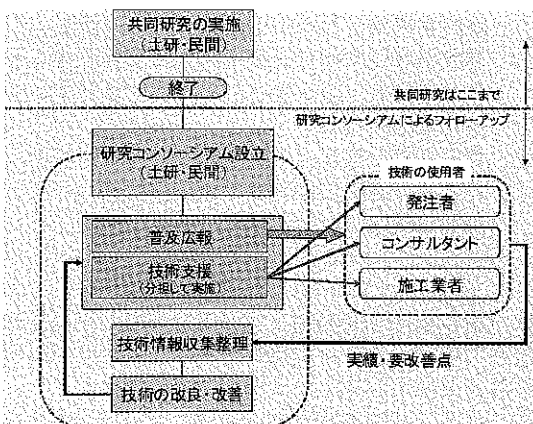 共同研究の実施
(土研・民間)
終了
共同研究はここまで
研究コンソーシアムによるフォローアップ
研究コンソーシアム設立
(土研・民間)
技術の使用者
発注者
普及広報
コンサルタント
技術支援
(分担して実施)
施工業者
技術情報収集整理
実績・要改善点
技術の改良・改善